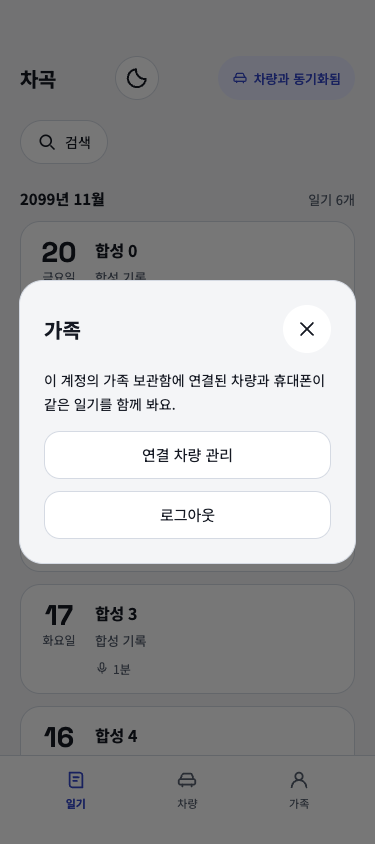 차곡
차량과 동기화됨
검색
2099년 11월
일기 6개
20
합성 0
금요일
합성 기록
가족
이 계정의 가족 보관함에 연결된 차량과 휴대폰이
같은 일기를 함께 봐요.
연결 차량 관리
로그아웃
17
합성 3
화요일
합성 기록
1분
16
합성 4
일기
차량
가족